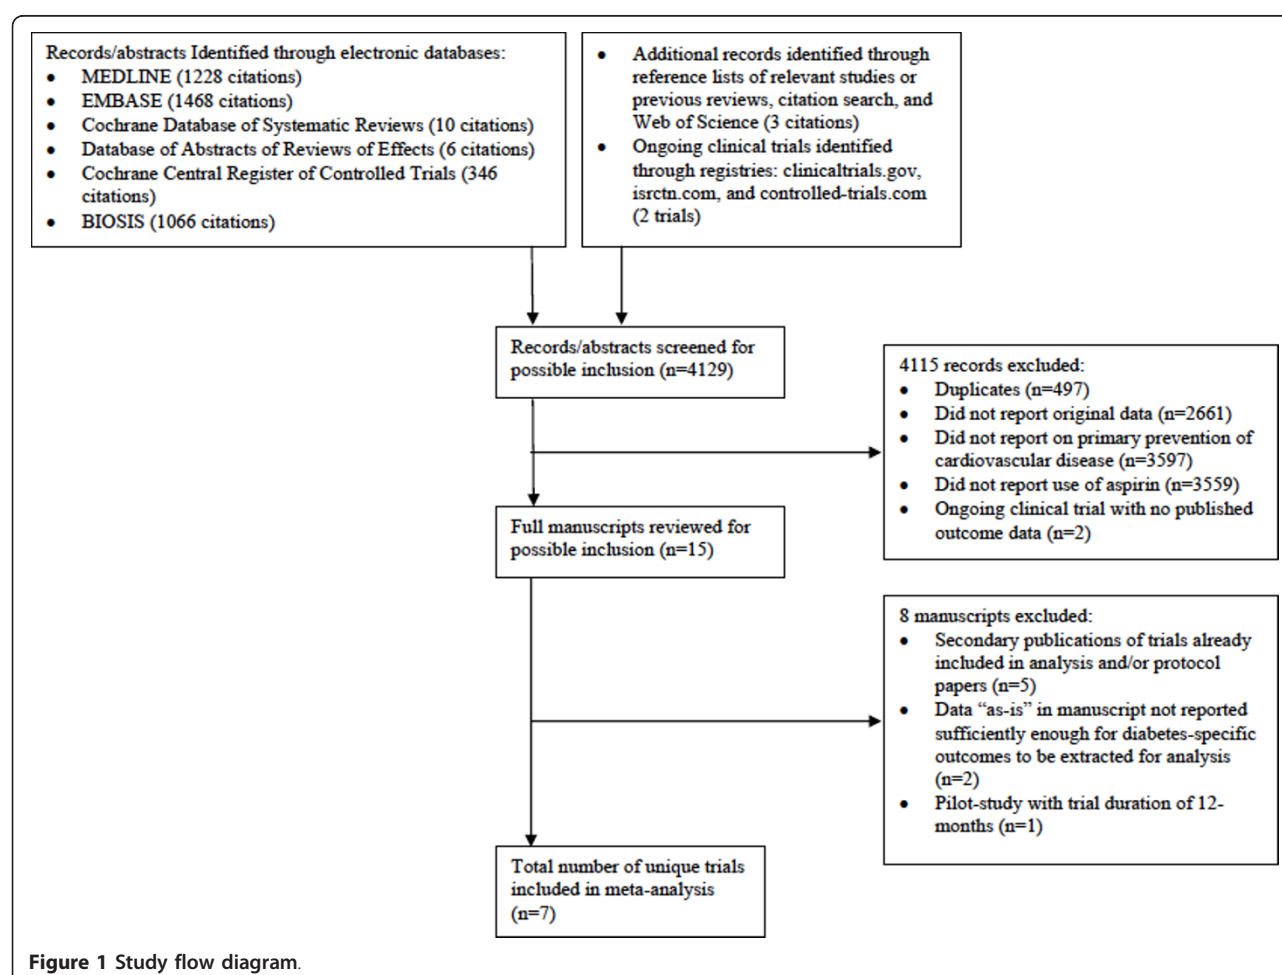 Records/abstracts Identified through electronic databases:
• MEDLINE (1228 citations)
• EMBASE (1468 citations)
• Cochrane Database of Systematic Reviews (10 citations)
• Database of Abstracts of Reviews of Effects (6 citations)
• Cochrane Central Register of Controlled Trials (346
citations)
• BIOSIS (1066 citations)
• Additional records identified through
reference lists of relevant studies or
previous reviews, citation search, and
Web of Science (3 citations)
• Ongoing clinical trials identified
through registries: clinicaltrials.gov,
isrctn.com, and controlled-trials.com
(2 trials)
Records/abstracts screened for
possible inclusion (n=4129)
4115 records excluded:
• Duplicates (n=497)
• Did not report original data (n=2661)
• Did not report on primary prevention of
cardiovascular disease (n=3597)
• Did not report use of aspirin (n=3559)
• Ongoing clinical trial with no published
outcome data (n=2)
Full manuscripts reviewed for
possible inclusion (n=15)
8 manuscripts excluded:
• Secondary publications of trials already
included in analysis and/or protocol
papers (n=5)
• Data “as-is” in manuscript not reported
sufficiently enough for diabetes-specific
outcomes to be extracted for analysis
(n=2)
• Pilot-study with trial duration of 12-
months (n=1)
Total number of unique trials
included in meta-analysis
(n=7)
Figure 1 Study flow diagram.